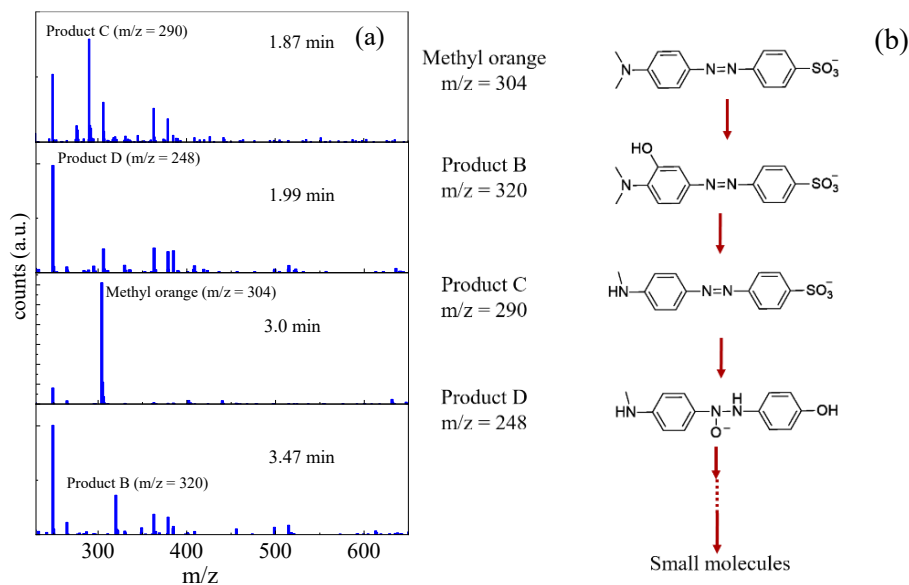 Product C (m/z = 290)
1.87 min
(a)
Product D (m/z = 248)
1.99 min
Methyl orange (m/z = 304)
3.0 min
3.47 min
Product B (m/z = 320)
counts (a.u.)
300
400
500
600
m/z
(b)
Methyl orange
m/z = 304
N
N=N
SO3−
Product B
m/z = 320
HO
N
N=N
SO3−
Product C
m/z = 290
HN
N=N
SO3−
Product D
m/z = 248
H
HN
N-N
OH
O−
Small molecules